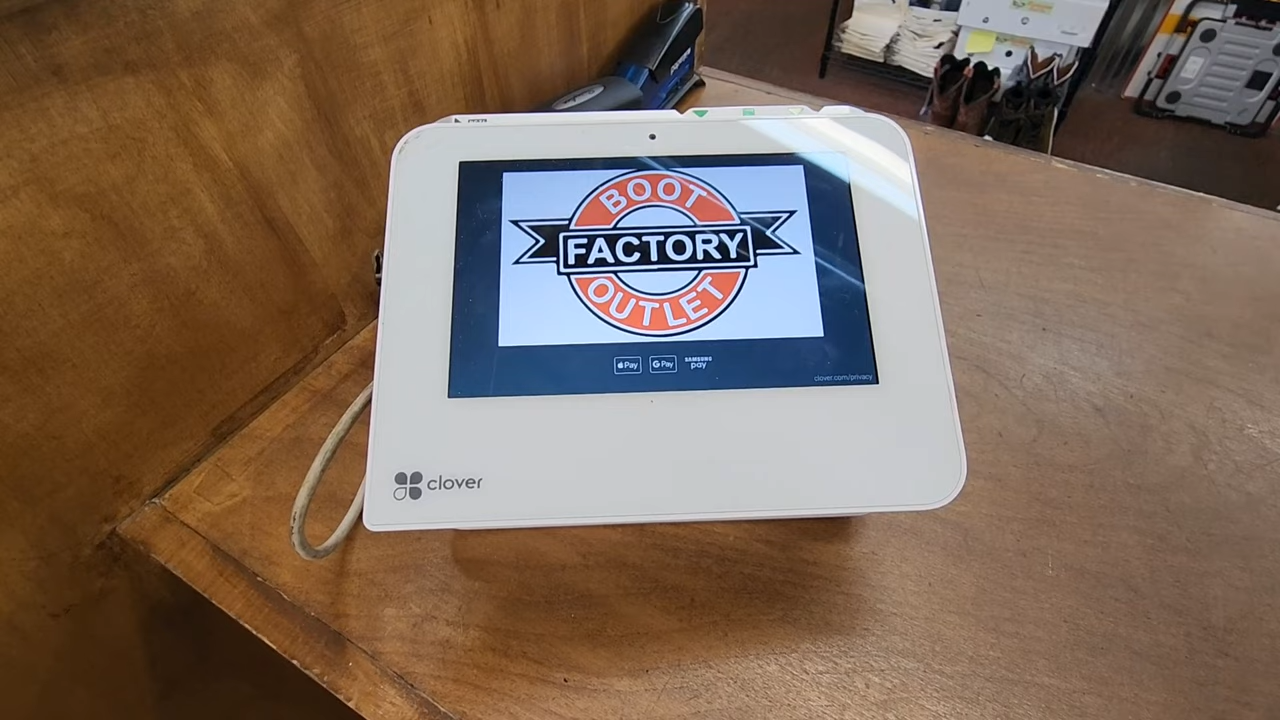 BOOT
FACTORY
OUTLET
Pay
G Pay
SAMSUNG
pay
clover.com/privacy
clover